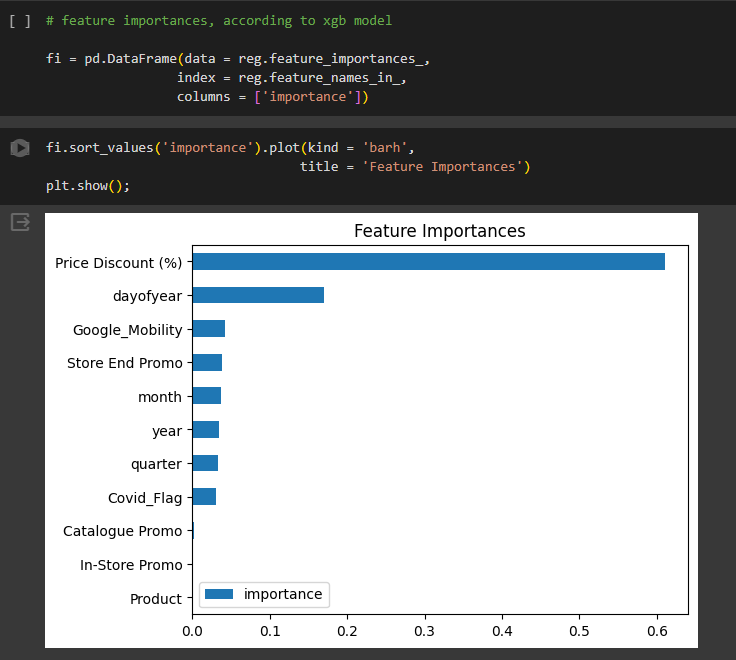 [ ] # feature importances, according to xgb model
fi = pd.DataFrame(data = reg.feature_importances_,
index = reg.feature_names_in_,
columns = ['importance'])
fi.sort_values('importance').plot(kind = 'barh',
title = 'Feature Importances')
plt.show();
Feature Importances
Price Discount (%)
dayofyear
Google_Mobility
Store End Promo
month
year
quarter
Covid_Flag
Catalogue Promo
In-Store Promo
Product
importance
0.0 0.1 0.2 0.3 0.4 0.5 0.6